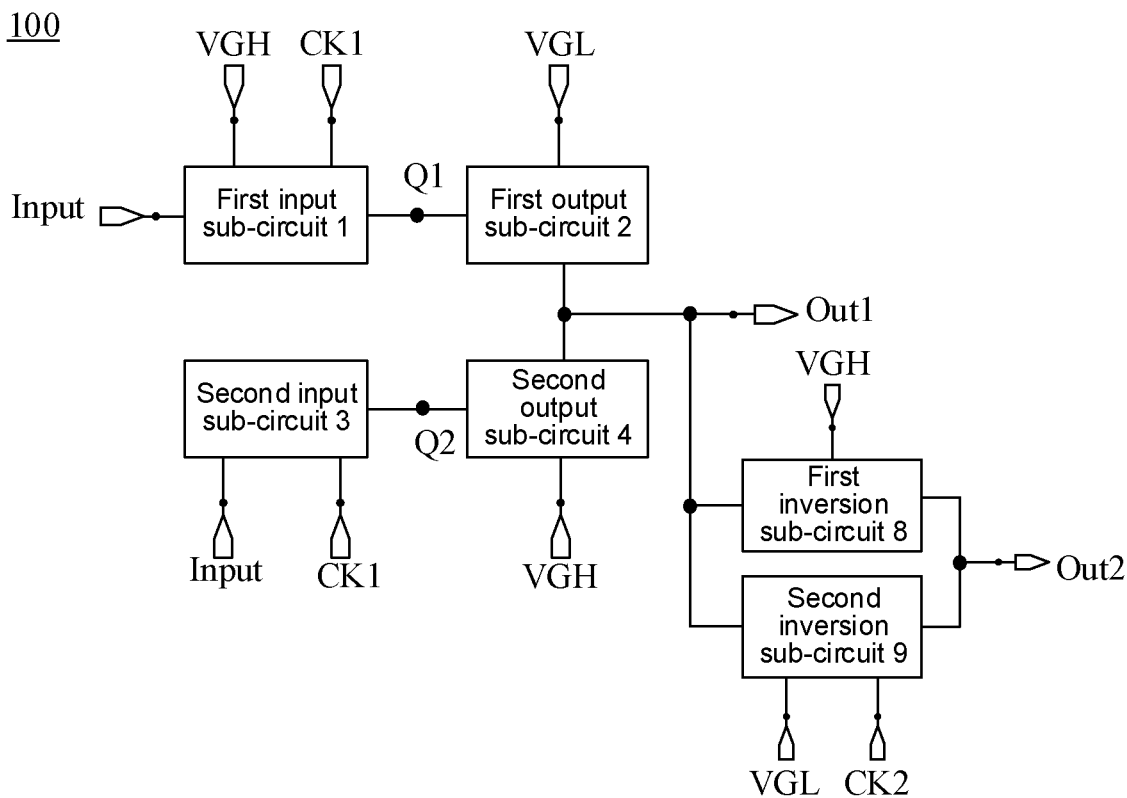 100
VGH
CK1
VGL
Input
First input
sub-circuit 1
Q1
First output
sub-circuit 2
Out1
Second input
sub-circuit 3
Q2
Second
output
sub-circuit 4
VGH
First
inversion
sub-circuit 8
Input
CK1
VGH
Out2
Second
inversion
sub-circuit 9
VGL
CK2